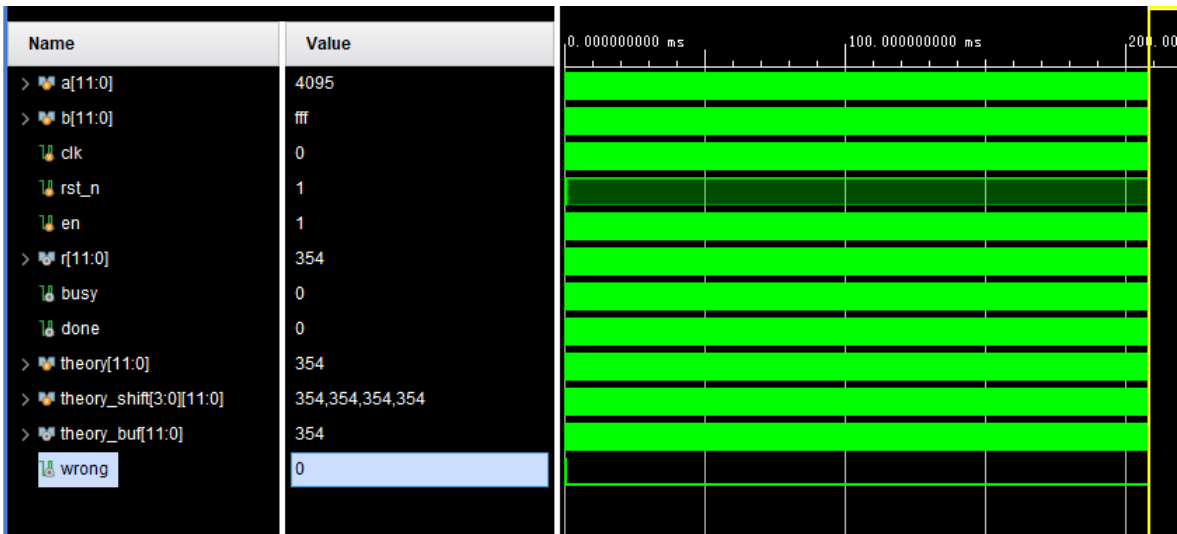 Name Value 0.000000000 ms 100.000000000 ms 200.00
> a[11:0] 4095
> b[11:0] fff
clk 0
rst_n 1
en 1
> r[11:0] 354
busy 0
done 0
> theory[11:0] 354
> theory_shift[3:0][11:0] 354,354,354,354
> theory_buf[11:0] 354
wrong 0